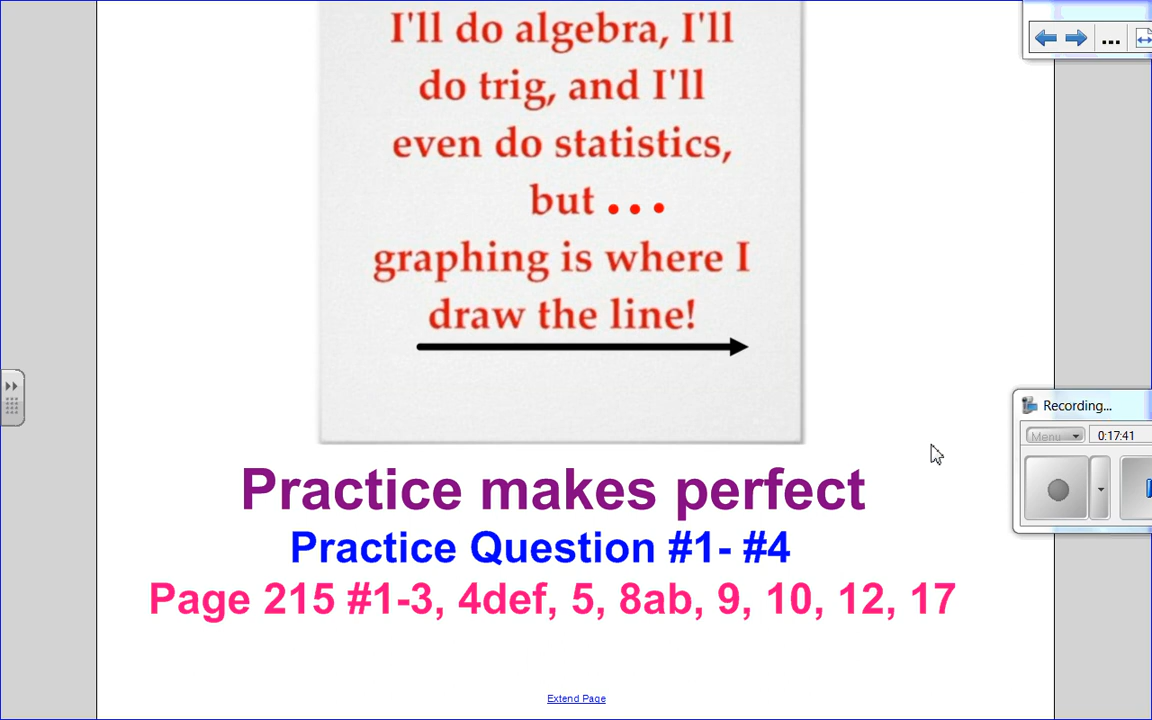 I'll do algebra, I'll
do trig, and I'll
even do statistics,
but ...
graphing is where I
draw the line!
Practice makes perfect
Practice Question #1- #4
Page 215 #1-3, 4def, 5, 8ab, 9, 10, 12, 17
Extend Page
...
Recording...
Menu
0:17:41